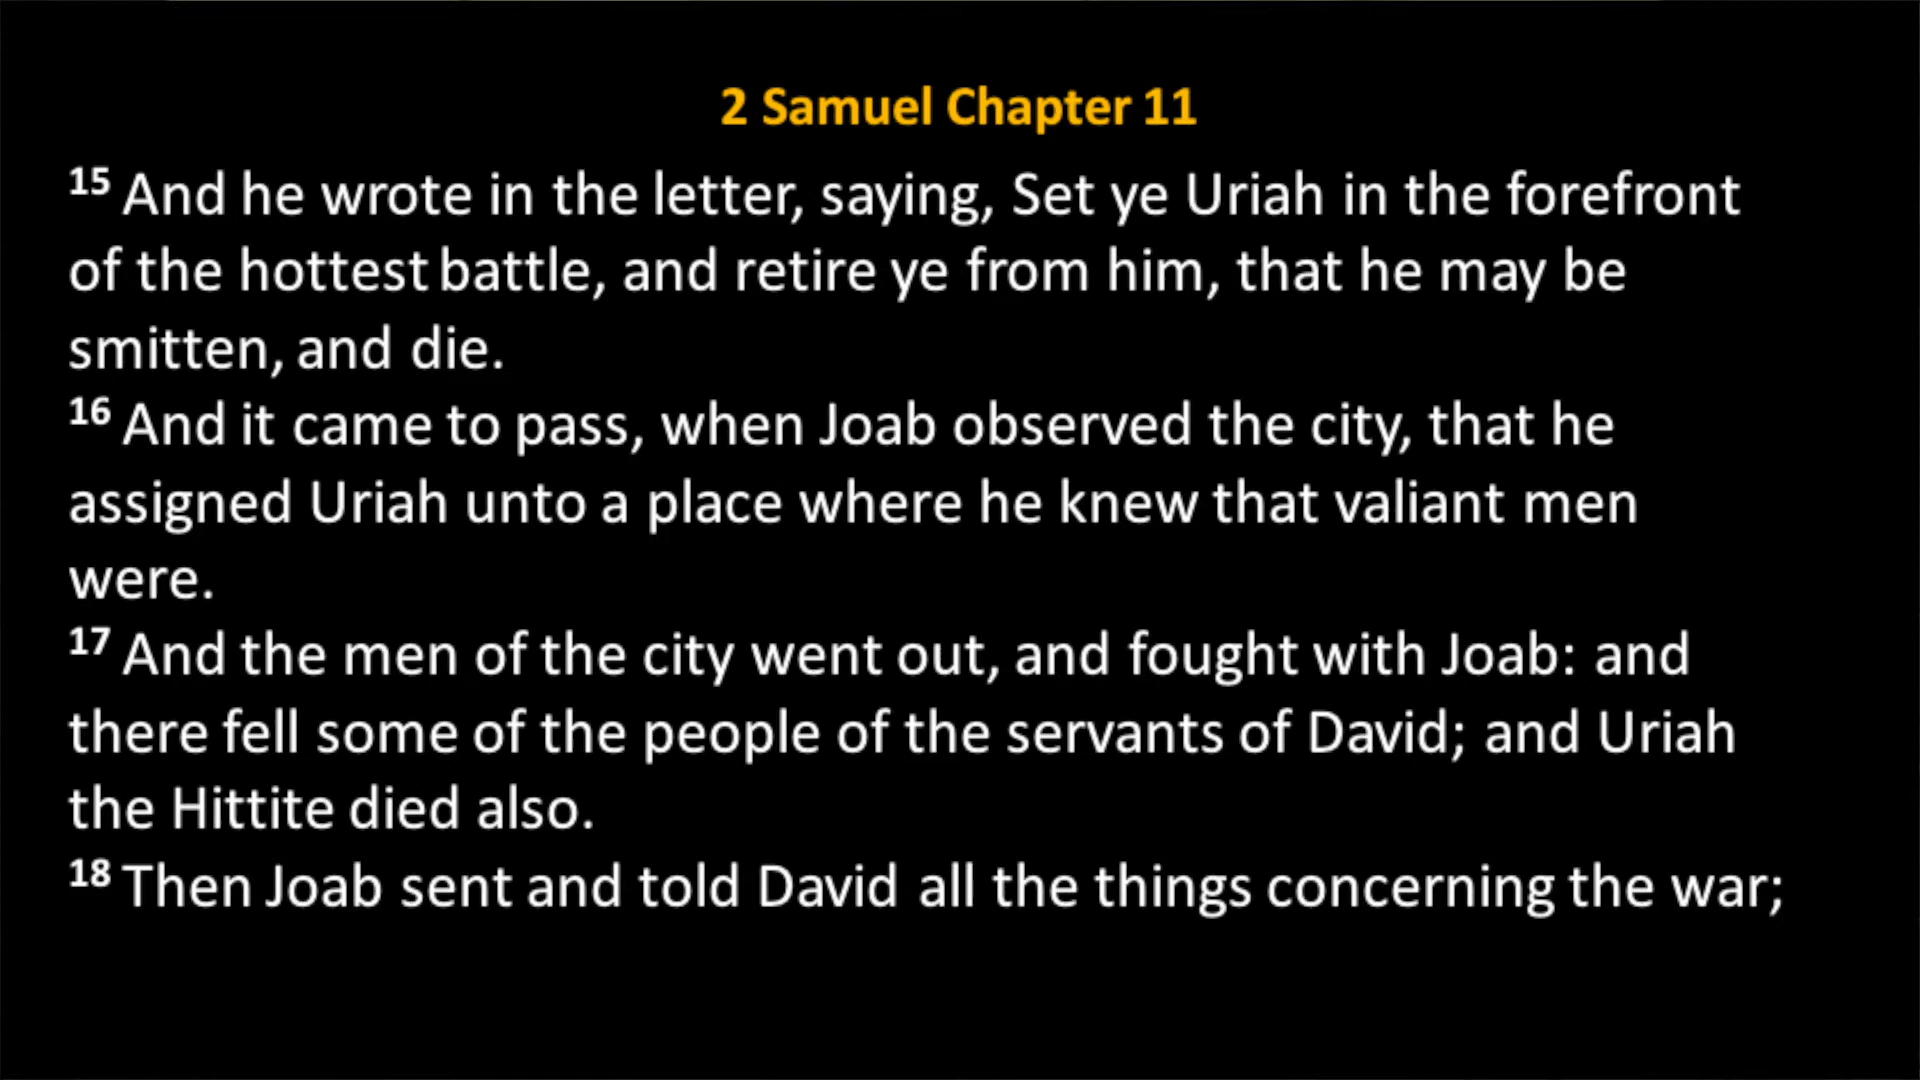 2 Samuel Chapter 11
15 And he wrote in the letter, saying, Set ye Uriah in the forefront
of the hottest battle, and retire ye from him, that he may be
smitten, and die.
16 And it came to pass, when Joab observed the city, that he
assigned Uriah unto a place where he knew that valiant men
were.
17 And the men of the city went out, and fought with Joab: and
there fell some of the people of the servants of David; and Uriah
the Hittite died also.
18 Then Joab sent and told David all the things concerning the war;